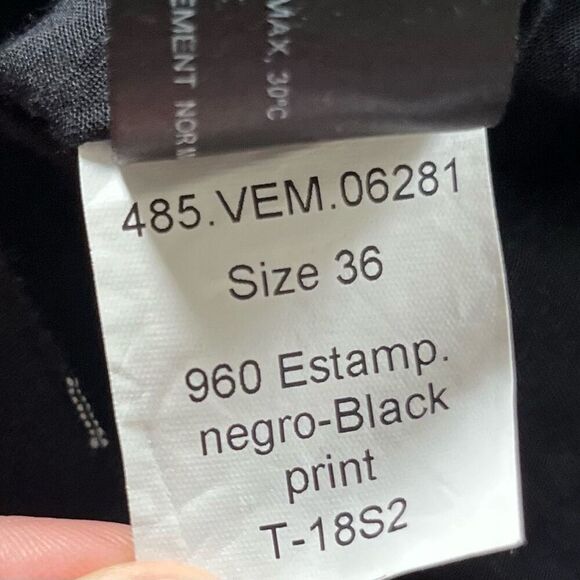 MAX. 30°C
EMENT NOR
485.VEM.06281
Size 36
960 Estamp.
negro-Black
print
T-18S2